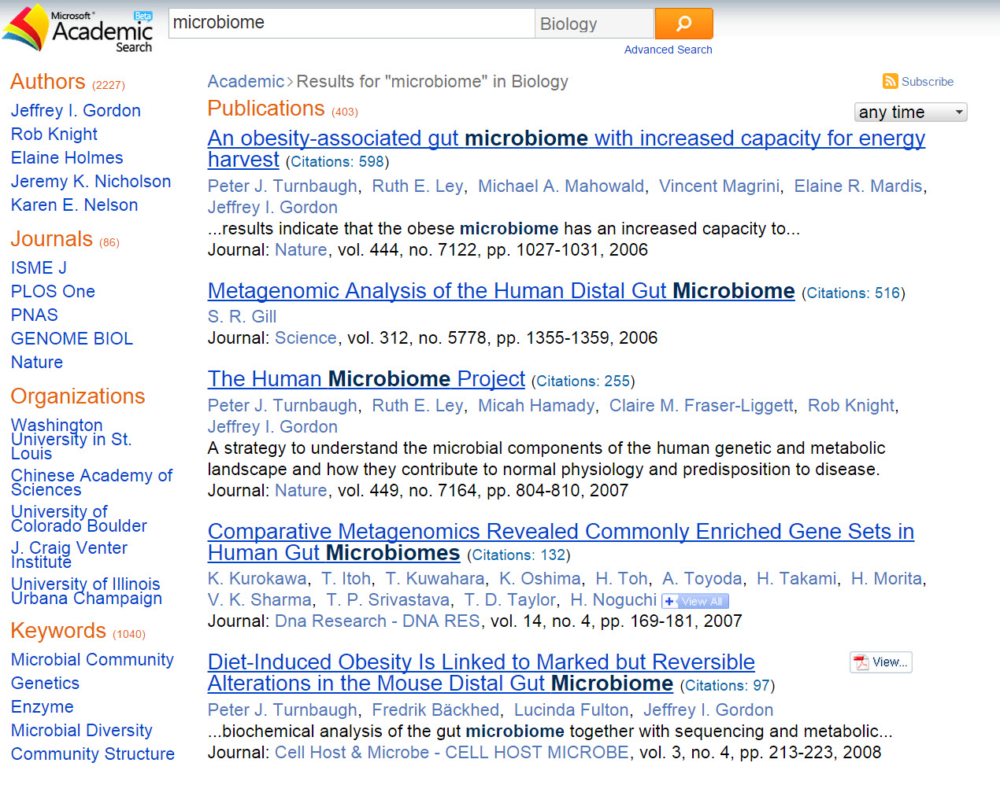 Microsoft® Beta
Academic
Search
microbiome
Biology
Advanced Search
Authors (2227)
Jeffrey I. Gordon
Rob Knight
Elaine Holmes
Jeremy K. Nicholson
Karen E. Nelson
Journals (86)
ISME J
PLOS One
PNAS
GENOME BIOL
Nature
Organizations
Washington
University in St.
Louis
Chinese Academy of
Sciences
University of
Colorado Boulder
J. Craig Venter
Institute
University of Illinois
Urbana Champaign
Keywords (1040)
Microbial Community
Genetics
Enzyme
Microbial Diversity
Community Structure
Academic>Results for "microbiome" in Biology
Subscribe
Publications (403)
any time
An obesity-associated gut microbiome with increased capacity for energy
harvest (Citations: 598)
Peter J. Turnbaugh, Ruth E. Ley, Michael A. Mahowald, Vincent Magrini, Elaine R. Mardis,
Jeffrey I. Gordon
...results indicate that the obese microbiome has an increased capacity to...
Journal: Nature, vol. 444, no. 7122, pp. 1027-1031, 2006
Metagenomic Analysis of the Human Distal Gut Microbiome (Citations: 516)
S. R. Gill
Journal: Science, vol. 312, no. 5778, pp. 1355-1359, 2006
The Human Microbiome Project (Citations: 255)
Peter J. Turnbaugh, Ruth E. Ley, Micah Hamady, Claire M. Fraser-Liggett, Rob Knight,
Jeffrey I. Gordon
A strategy to understand the microbial components of the human genetic and metabolic
landscape and how they contribute to normal physiology and predisposition to disease.
Journal: Nature, vol. 449, no. 7164, pp. 804-810, 2007
Comparative Metagenomics Revealed Commonly Enriched Gene Sets in
Human Gut Microbiomes (Citations: 132)
K. Kurokawa, T. Itoh, T. Kuwahara, K. Oshima, H. Toh, A. Toyoda, H. Takami, H. Morita,
V. K. Sharma, T. P. Srivastava, T. D. Taylor, H. Noguchi + View All
Journal: Dna Research - DNA RES, vol. 14, no. 4, pp. 169-181, 2007
Diet-Induced Obesity Is Linked to Marked but Reversible
View...
Alterations in the Mouse Distal Gut Microbiome (Citations: 97)
Peter J. Turnbaugh, Fredrik Bäckhed, Lucinda Fulton, Jeffrey I. Gordon
...biochemical analysis of the gut microbiome together with sequencing and metabolic...
Journal: Cell Host & Microbe - CELL HOST MICROBE, vol. 3, no. 4, pp. 213-223, 2008